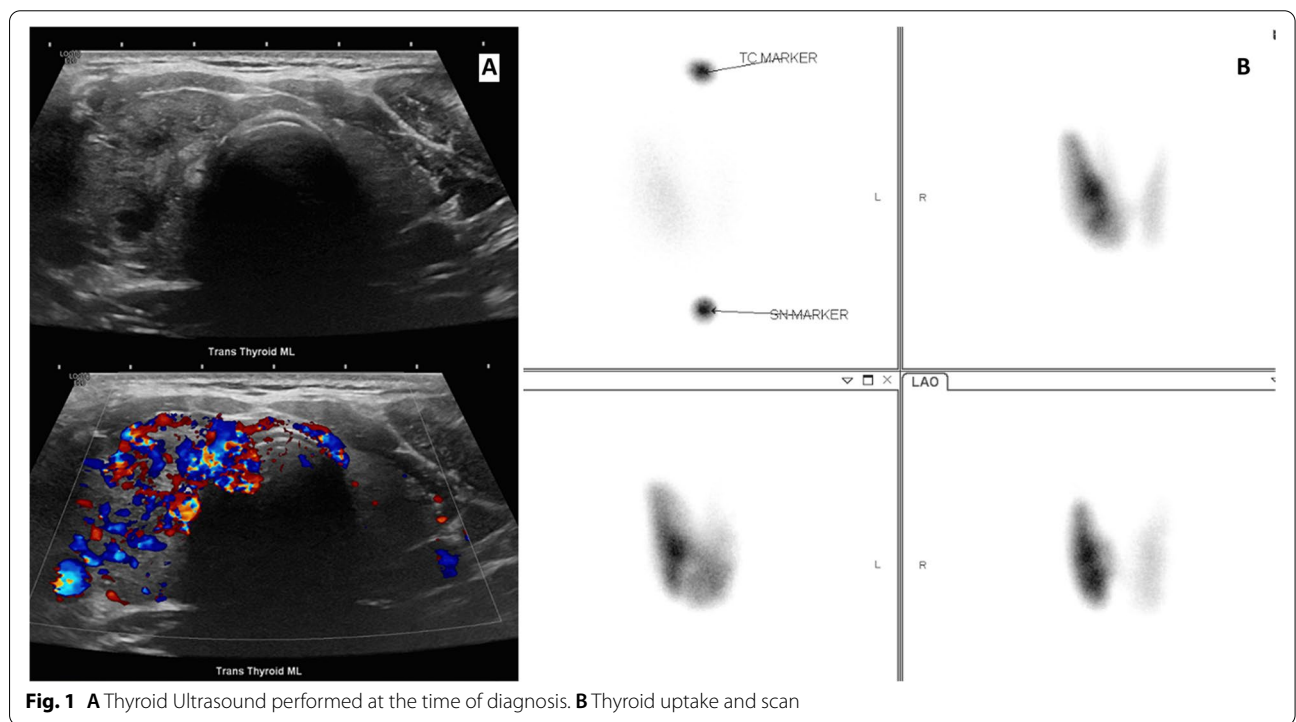 A
Trans Thyroid ML
Trans Thyroid ML
TC MARKER
SN MARKER
L
R
B
LAO
L
R
Fig. 1 A Thyroid Ultrasound performed at the time of diagnosis. B Thyroid uptake and scan